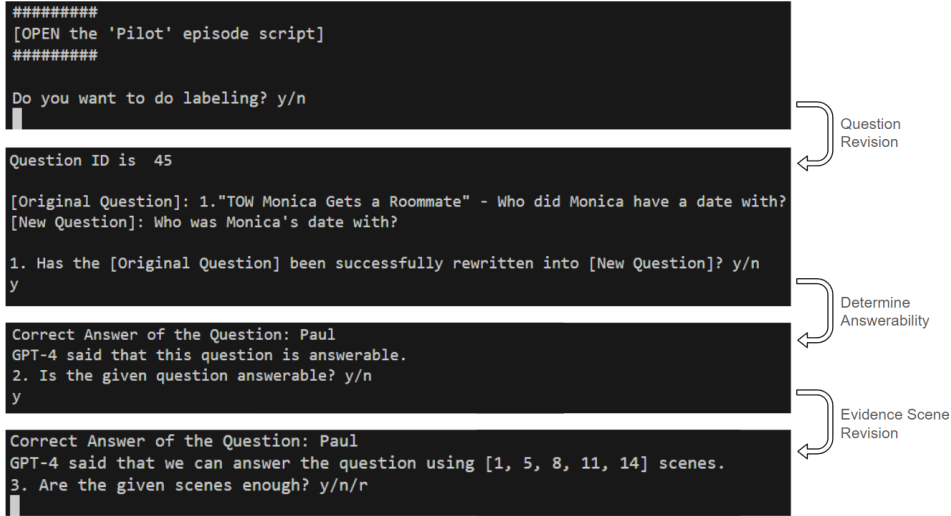 #########
[OPEN the 'Pilot' episode script]
#########
Do you want to do labeling? y/n
Question
Revision
Question ID is  45
[Original Question]: 1."TOW Monica Gets a Roommate" - Who did Monica have a date with?
[New Question]: Who was Monica's date with?
1. Has the [Original Question] been successfully rewritten into [New Question]? y/n
y
Determine
Answerability
Correct Answer of the Question: Paul
GPT-4 said that this question is answerable.
2. Is the given question answerable? y/n
y
Evidence Scene
Revision
Correct Answer of the Question: Paul
GPT-4 said that we can answer the question using [1, 5, 8, 11, 14] scenes.
3. Are the given scenes enough? y/n/r